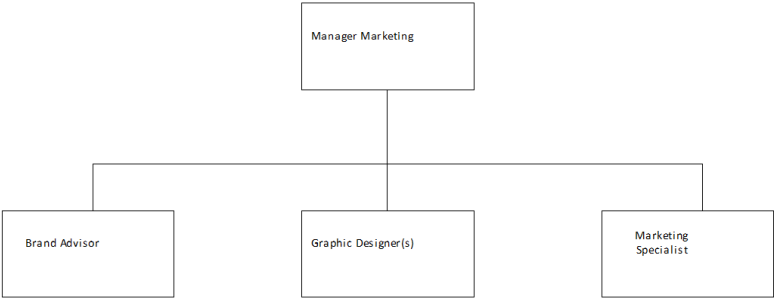 Manager Marketing
Brand Advisor
Graphic Designer(s)
Marketing
Specialist